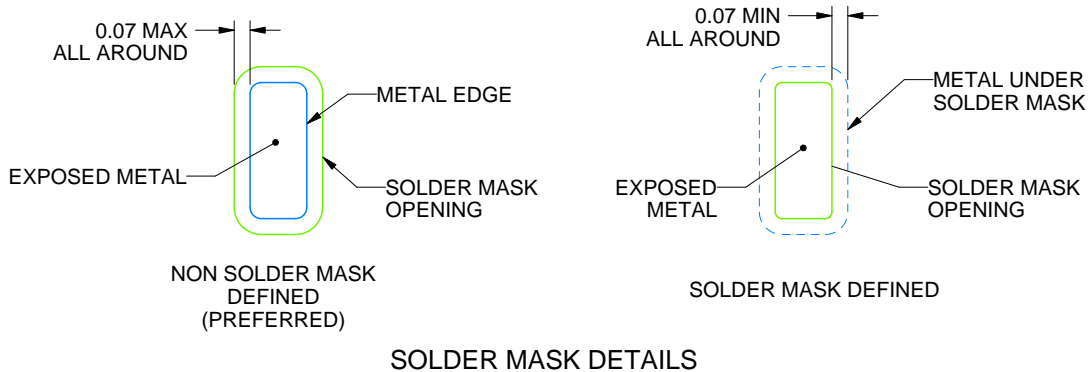 0.07 MAX
ALL AROUND
METAL EDGE
EXPOSED METAL
SOLDER MASK
OPENING
NON SOLDER MASK
DEFINED
(PREFERRED)
0.07 MIN
ALL AROUND
METAL UNDER
SOLDER MASK
EXPOSED
METAL
SOLDER MASK
OPENING
SOLDER MASK DEFINED
SOLDER MASK DETAILS